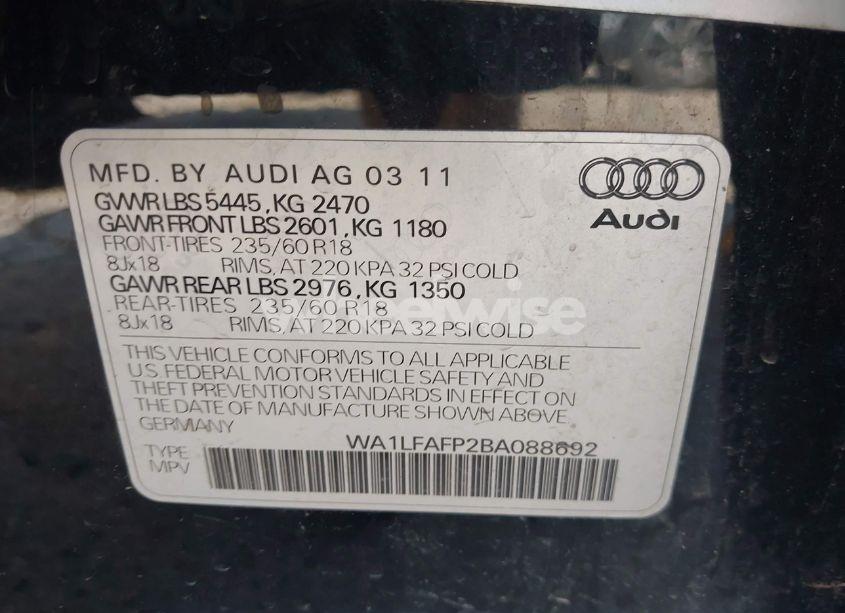 MFD. BY AUDI AG 03 11
GVWR LBS 5445, KG 2470
GAWR FRONT LBS 2601, KG 1180
FRONT-TIRES 235/60 R18
8Jx18 RIMS, AT 220 KPA 32 PSI COLD
GAWR REAR LBS 2976, KG 1350
REAR-TIRES 235/60 R18
8Jx18 RIMS, AT 220 KPA 32 PSI COLD
THIS VEHICLE CONFORMS TO ALL APPLICABLE
U.S. FEDERAL MOTOR VEHICLE SAFETY AND
THEFT PREVENTION STANDARDS IN EFFECT ON
THE DATE OF MANUFACTURE SHOWN ABOVE.
GERMANY
WA1LFAFP2BA088692
TYPE
MPV
Audi